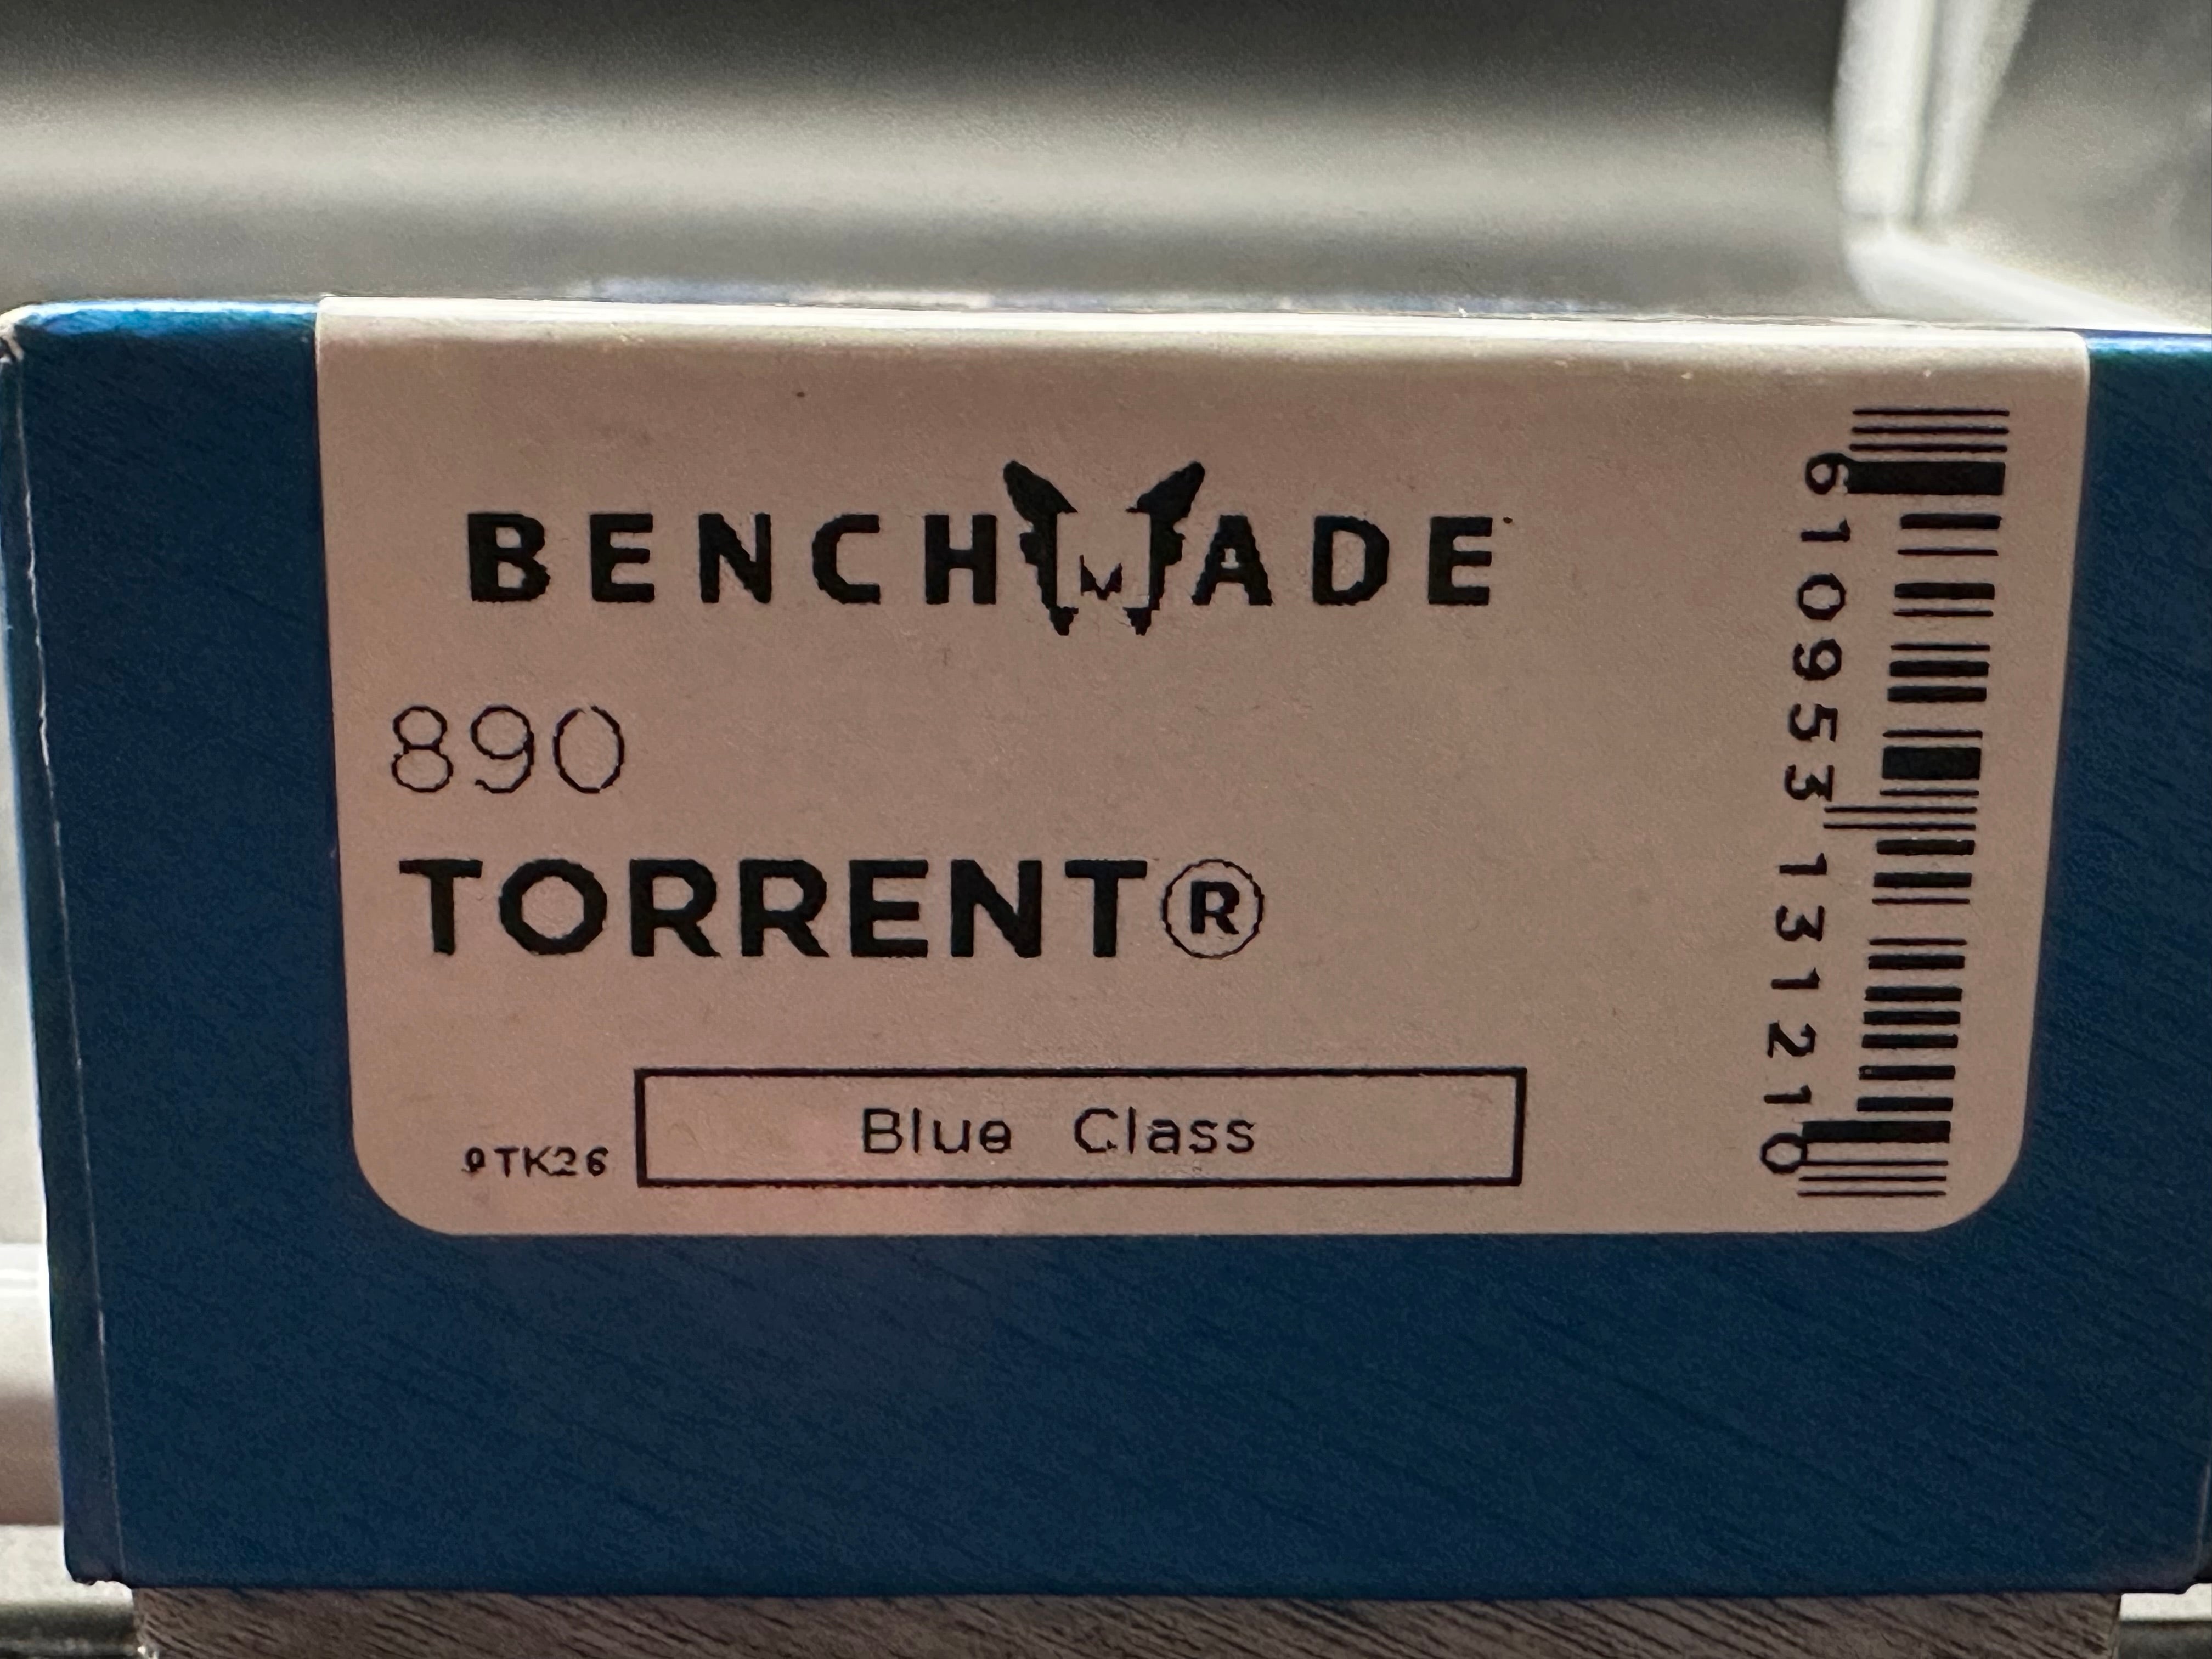 BENCHMADE
890
TORRENT®
9TK26
Blue Class
610953131210